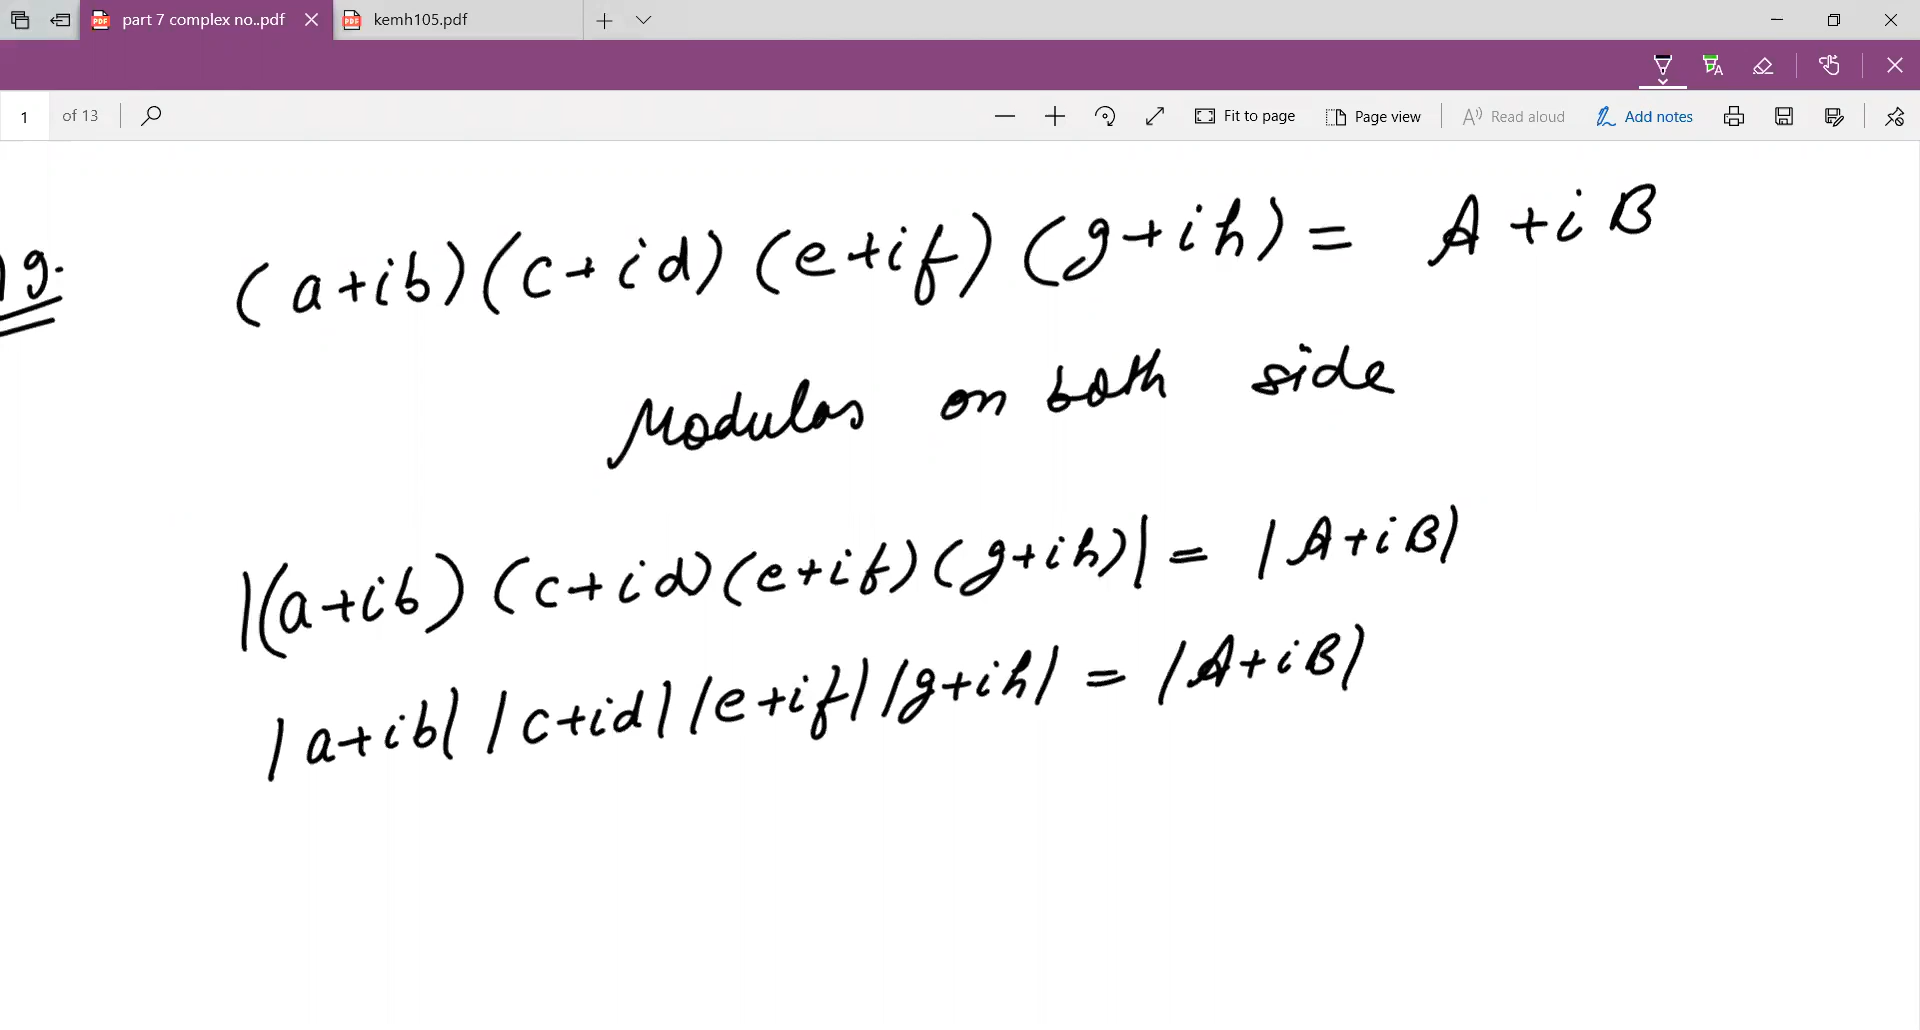 part 7 complex no..pdf
kemh105.pdf
1 of 13
Fit to page
Page view
Read aloud
Add notes
9.
(a+ib)(c+id)(e+if)(g+ih) = A+iB
Modulas on both side
|(a+ib)(c+id)(e+if)(g+ih)| = |A+iB|
|a+ib| |c+id| |e+if| |g+ih| = |A+iB|